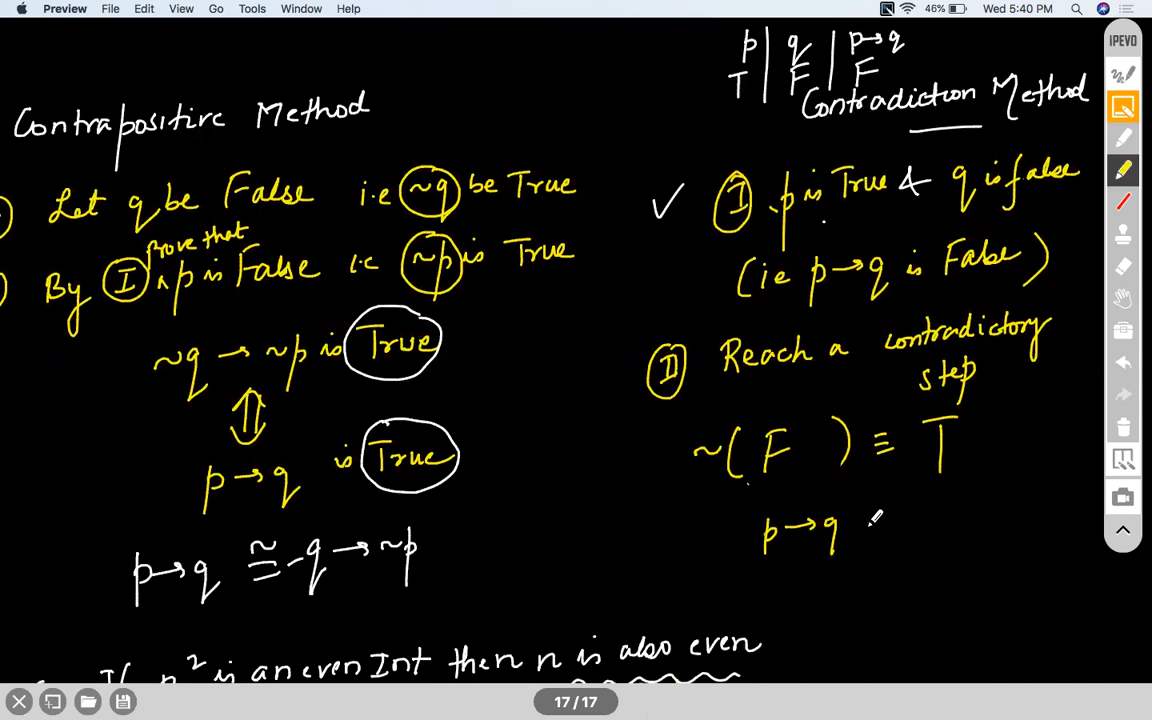 Preview File Edit View Go Tools Window Help 46% Wed 5:40 PM
IPEVO
p | q | p→q
T | F | F
Contrapositive Method
Let q be False i.e ~q be True
By I prove that p is False i.e ~p is True
~q → ~p is True
⇕
p → q is True
p→q ≅ ~q → ~p
Contradiction Method
✓ I p is True & q is false
(ie p→q is False)
II Reach a contradictory
step
~( F ) ≡ T
p→q
If n² is an even Int then n is also even
17/17